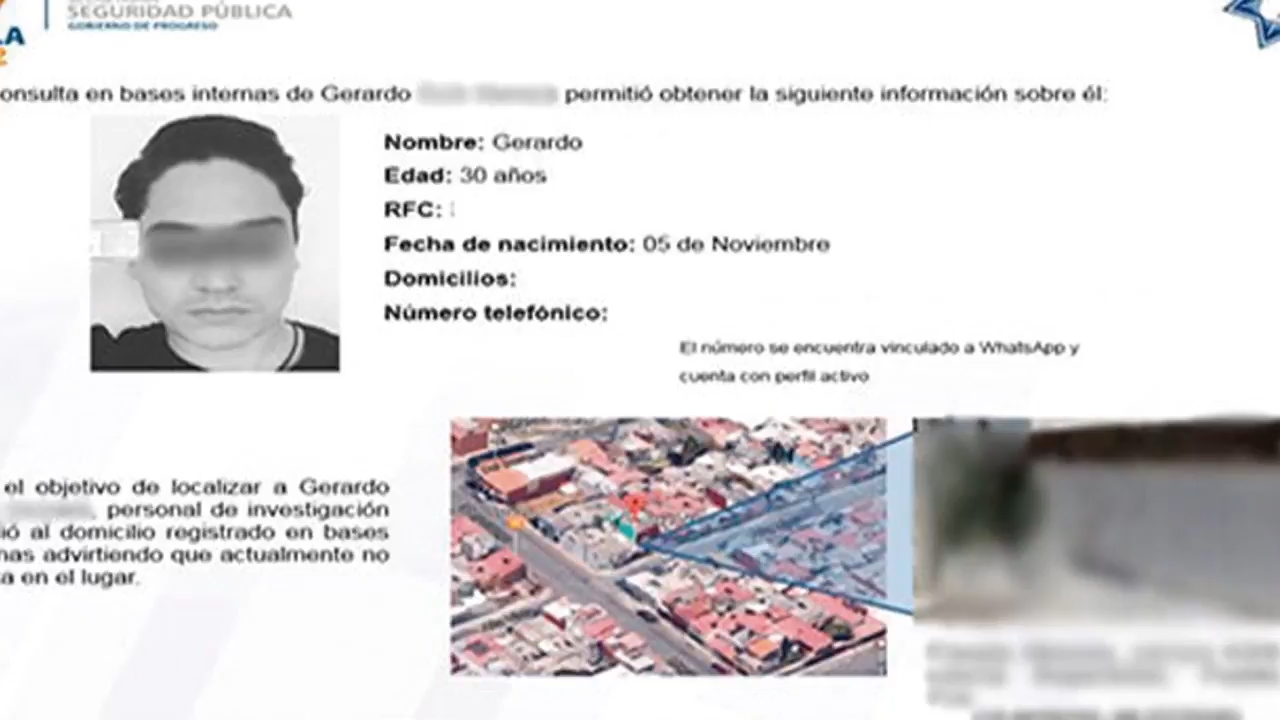 SEGURIDAD PÚBLICA
GOBIERNO DE PROGRESO
LA
2
onsulta en bases internas de Gerardo permitió obtener la siguiente información sobre él:
Nombre: Gerardo
Edad: 30 años
RFC:
Fecha de nacimiento: 05 de Noviembre
Domicilios:
Número telefónico:
El número se encuentra vinculado a WhatsApp y
cuenta con perfil activo
el objetivo de localizar a Gerardo
, personal de investigación
ió al domicilio registrado en bases
nas advirtiendo que actualmente no
a en el lugar.